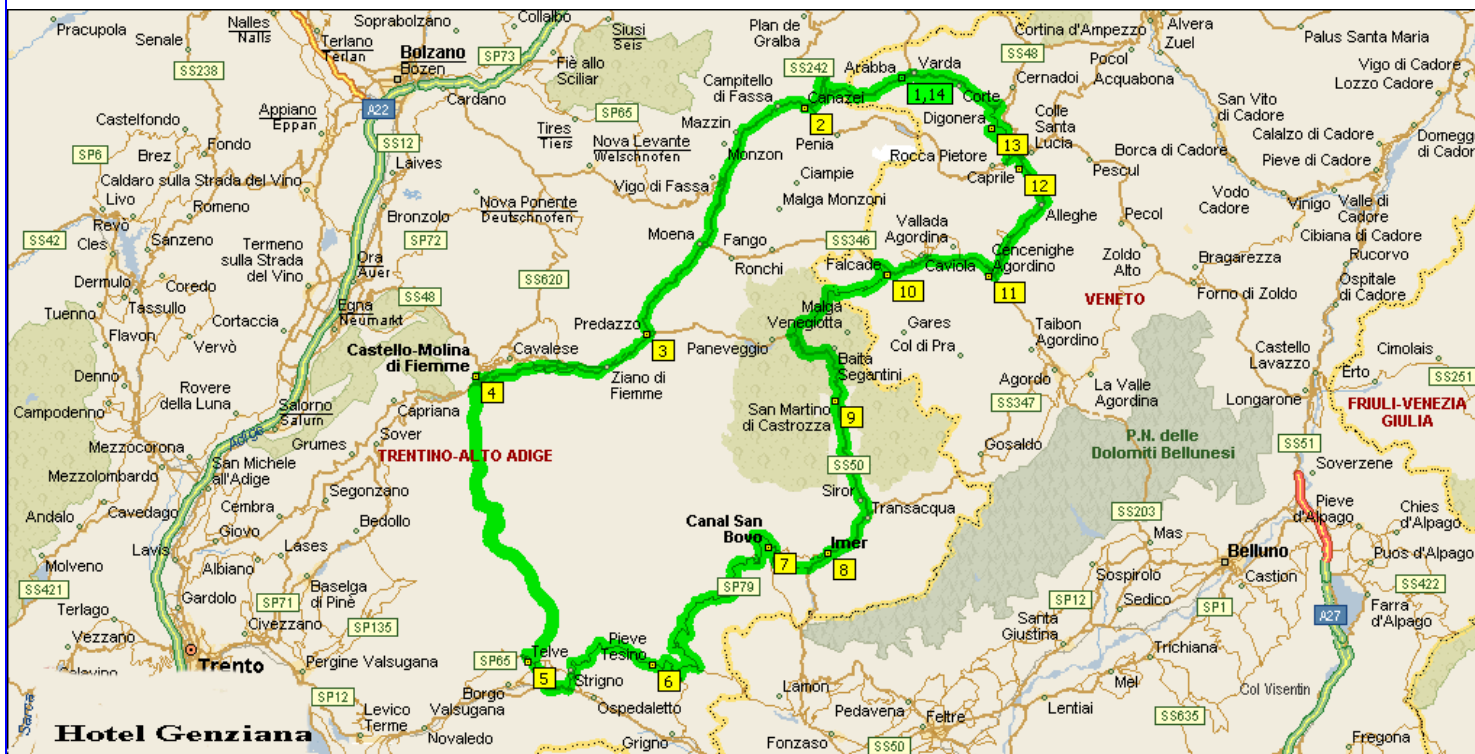 Pracupola
Nalles
Nalls
Soprabolzano
Collalbo
Siusi
Seis
Plan de
Gralba
Cortina d'Ampezzo
Alvera
Zuel
Palus Santa Maria
Senale
Terlano
Terlan
Bolzano
Bozen
SP73
Fiè allo
Sciliar
SS242
Arabba
Varda
SS48
Cernadoi
Pocol
Acquabona
Vigo di Cadore
Lozzo Cadore
SS238
Campitello
di Fassa
Canazei
1,14
Corte
Appiano
Eppan
A22
Cardano
SP65
2
Digonera
Colle
Santa
Lucia
San Vito
di Cadore
Castelfondo
Tires
Tiers
Mazzin
Penia
13
Calalzo di Cadore
Domegg
di Cador
SP6
Brez
Fondo
SS12
Laives
Nova Levante
Welschnofen
Monzon
Rocca Pietore
Caprile
Borca di Cadore
Pieve di Cadore
Caldaro sulla Strada del Vino
Vigo di Fassa
Ciampie
12
Pescul
Livo
Revò
Romeno
Nova Ponente
Deutschnofen
Malga Monzoni
Alleghe
Vodo
Cadore
Vinigo
Valle di
Cadore
SS42
Cles
Sanzeno
Bronzolo
SP72
Vallada
Agordina
Pecol
Cibiana di Cadore
Termeno
sulla Strada
del Vino
Ora
Auer
Moena
Fango
SS346
Cencenighe
Agordino
Zoldo
Alto
Bragarezza
Rucorvo
Dermulo
Coredo
SS620
Ronchi
Falcade
Caviola
Ospitale
di Cadore
Tassullo
SS48
10
11
VENETO
Forno di Zoldo
Tuenno
Egna
Neumarkt
Malga
Venegiotta
Flavon
Cortaccia
Predazzo
Gares
Taibon
Agordino
Vervò
Castello-Molina
di Fiemme
Cavalese
3
Paneveggio
Col di Pra
Castello
Lavazzo
Cimolais
Baita
Segantini
Denno
Rovere
della Luna
4
Ziano di
Fiemme
Agordo
La Valle
Agordina
Erto
SS251
Campodenno
Salorno
Salurn
Capriana
San Martino
di Castrozza
9
SS347
Longarone
FRIULI-VENEZIA
GIULIA
Adige
Mezzocorona
Grumes
Sover
Gosaldo
P.N. delle
Dolomiti Bellunesi
SS51
Mezzolombardo
San Michele
all'Adige
TRENTINO-ALTO ADIGE
SS50
Soverzene
Segonzano
Siror
Cavedago
Cembra
Transacqua
SS203
Pieve
d'Alpago
Chies
d'Alpago
Andalo
Giovo
Bedollo
Canal San
Bovo
Mas
Lavis
Lases
Imer
Belluno
Puos d'Alpago
Molveno
Albiano
7
8
Sospirolo
Castion
SS422
SS421
Gardolo
Baselga
di Pinè
SP79
SP12
Sedico
SP1
Farra
d'Alpago
Terlago
SP71
Civezzano
SP135
Santa
Giustina
A27
Vezzano
Trento
Pergine Valsugana
SP65
Telve
Pieve
Tesino
Trichiana
5
Strigno
6
Mel
SP12
Borgo
Valsugana
Lamon
Col Visentin
Levico
Terme
Ospedaletto
Pedavena
Feltre
Lentiai
SS635
Sarca
Hotel Genziana
Novaledo
Grigno
Fonzaso
SS50
Fregona